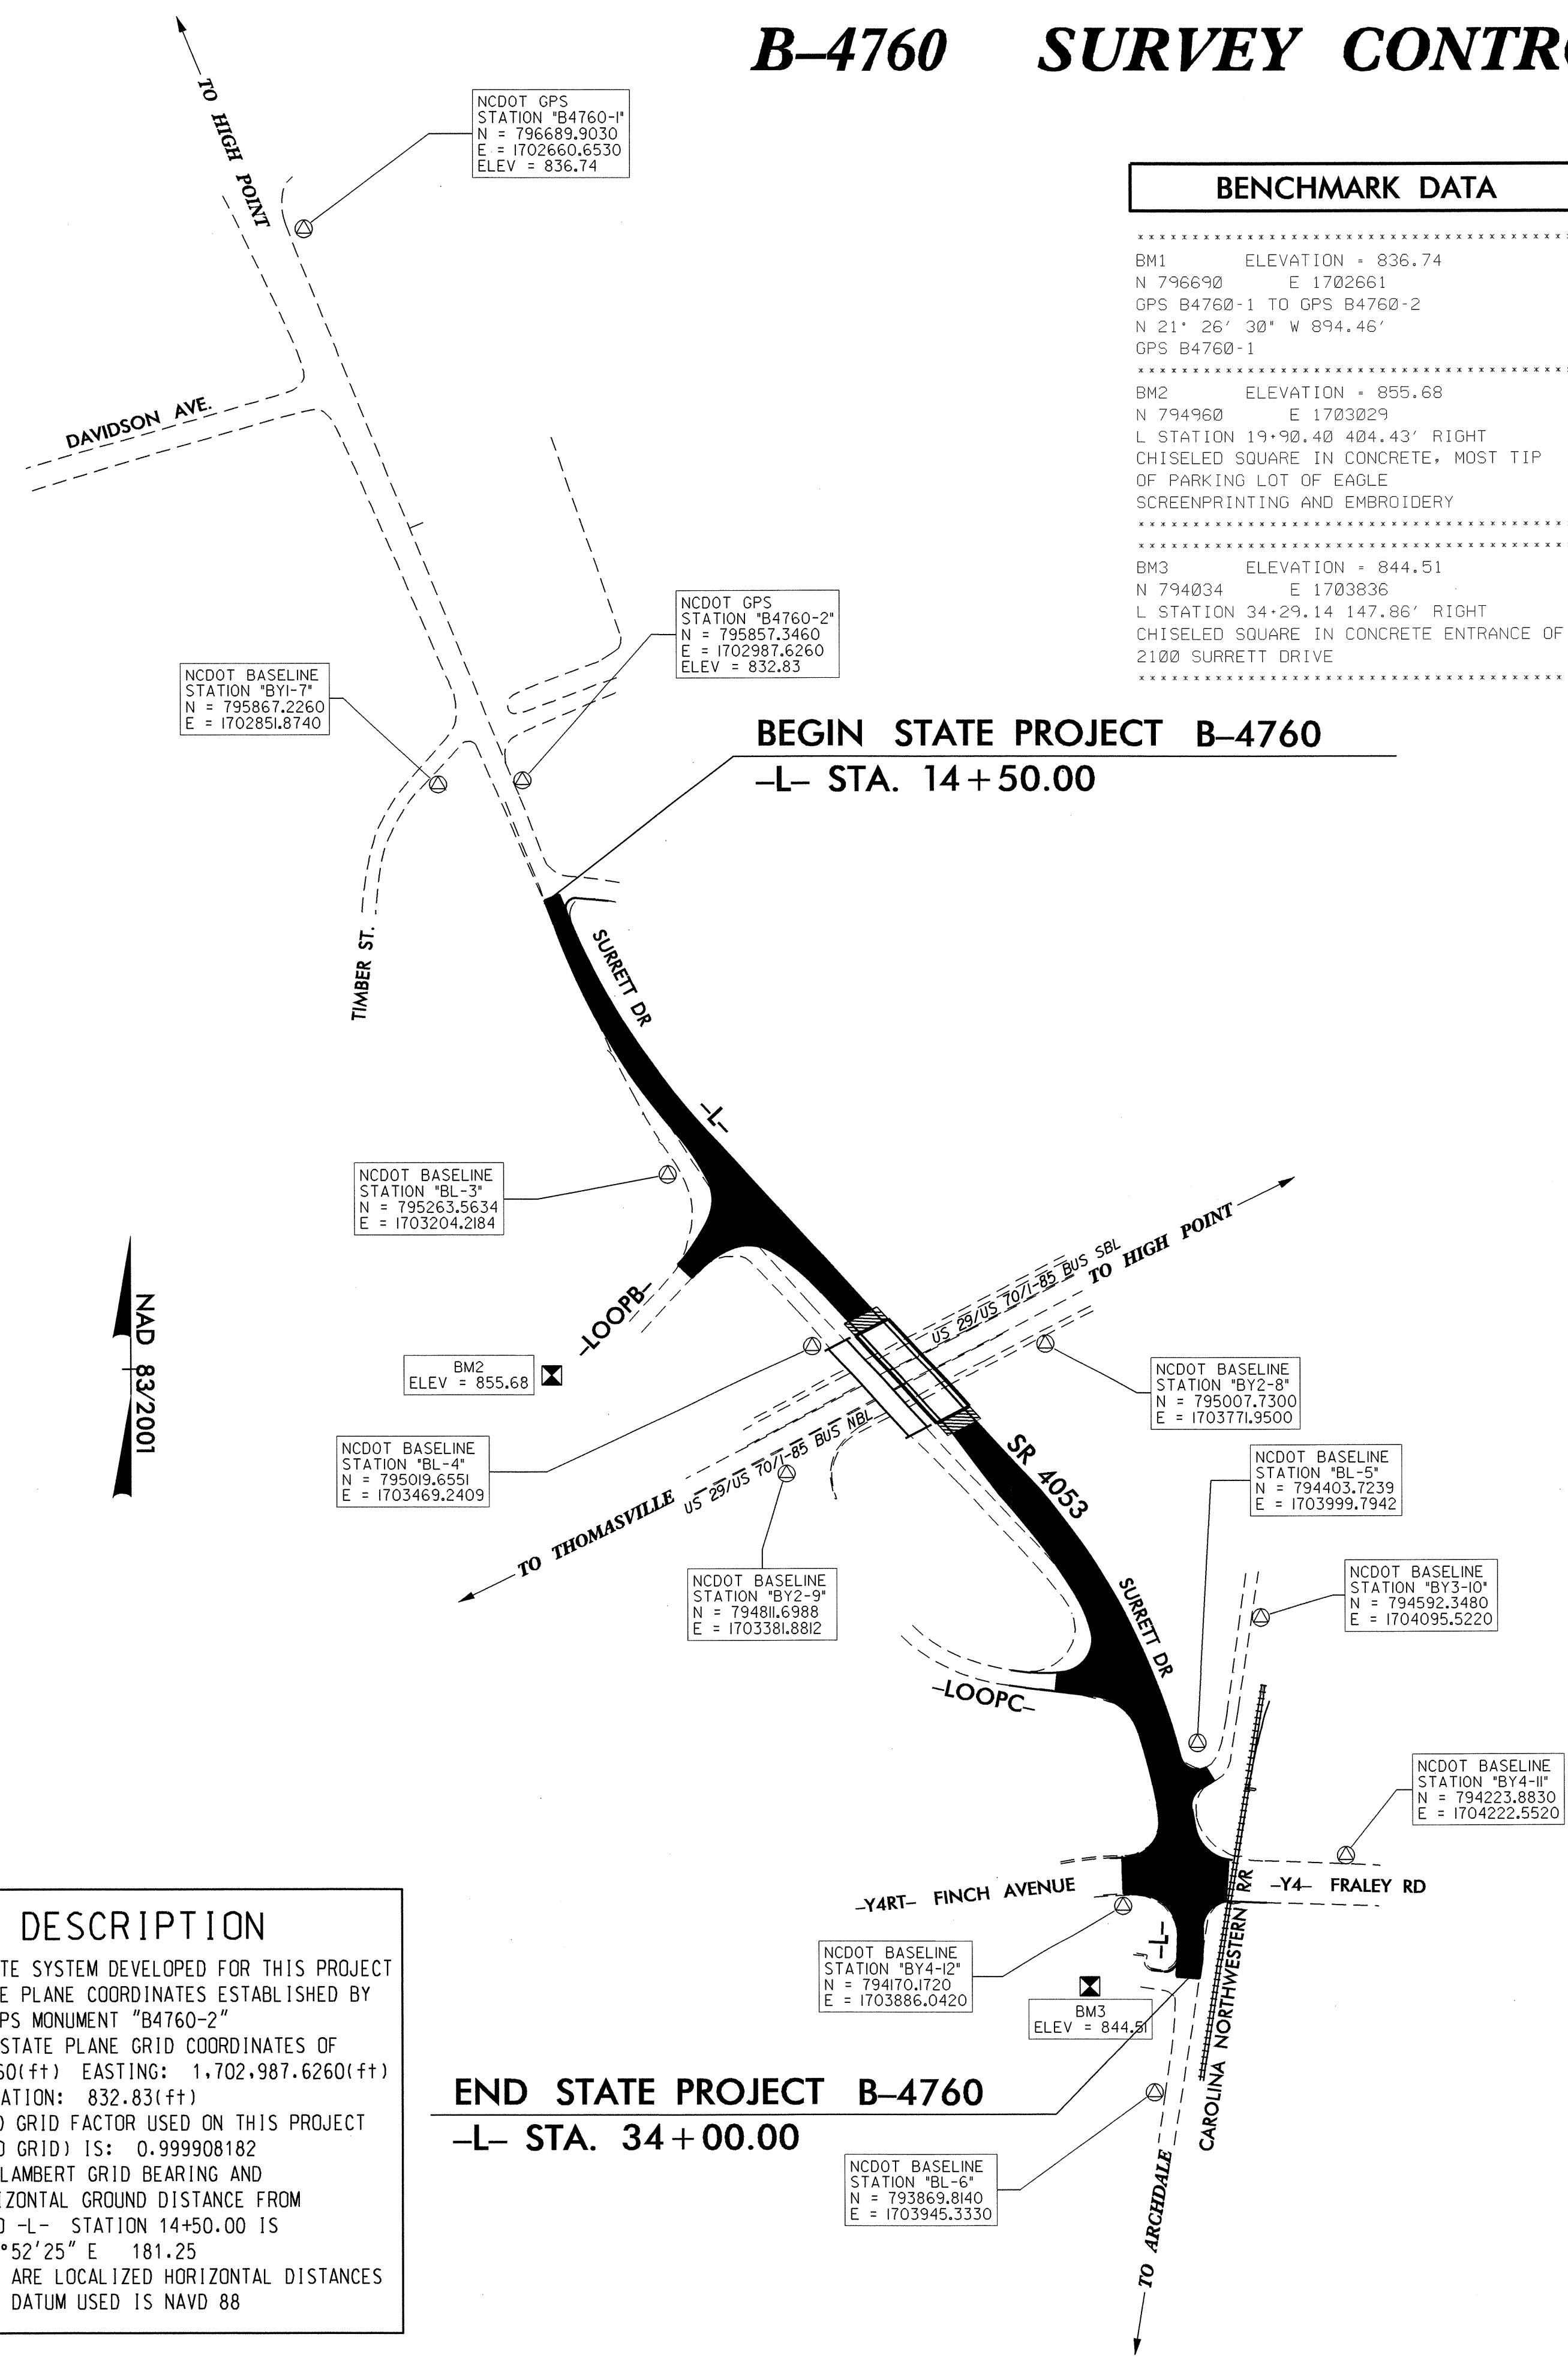 B–4760 SURVEY CONTRO
TO HIGH POINT
NCDOT GPS
STATION "B4760-1"
N = 796689.9030
E = 1702660.6530
ELEV = 836.74
BENCHMARK DATA
BM1 ELEVATION = 836.74
N 796690 E 1702661
GPS B4760-1 TO GPS B4760-2
N 21° 26' 30" W 894.46'
GPS B4760-1
BM2 ELEVATION = 855.68
N 794960 E 1703029
L STATION 19+90.40 404.43' RIGHT
CHISELED SQUARE IN CONCRETE, MOST TIP
OF PARKING LOT OF EAGLE
SCREENPRINTING AND EMBROIDERY
BM3 ELEVATION = 844.51
N 794034 E 1703836
L STATION 34+29.14 147.86' RIGHT
CHISELED SQUARE IN CONCRETE ENTRANCE OF
2100 SURRETT DRIVE
DAVIDSON AVE.
NCDOT GPS
STATION "B4760-2"
N = 795857.3460
E = 1702987.6260
ELEV = 832.83
NCDOT BASELINE
STATION "BY1-7"
N = 795867.2260
E = 1702851.8740
BEGIN STATE PROJECT B–4760
–L– STA. 14+50.00
TIMBER ST.
SURRETT DR
–L–
NCDOT BASELINE
STATION "BL-3"
N = 795263.5634
E = 1703204.2184
TO HIGH POINT
US 29/US 70/I-85 BUS SBL
–LOOPB–
NAD 83/2001
BM2
ELEV = 855.68
NCDOT BASELINE
STATION "BY2-8"
N = 795007.7300
E = 1703771.9500
NCDOT BASELINE
STATION "BL-4"
N = 795019.6551
E = 1703469.2409
US 29/US 70/I-85 BUS NBL
TO THOMASVILLE
SR 4053
NCDOT BASELINE
STATION "BL-5"
N = 794403.7239
E = 1703999.7942
NCDOT BASELINE
STATION "BY2-9"
N = 794811.6988
E = 1703381.8812
NCDOT BASELINE
STATION "BY3-10"
N = 794592.3480
E = 1704095.5220
SURRETT DR
–LOOPC–
NCDOT BASELINE
STATION "BY4-11"
N = 794223.8830
E = 1704222.5520
–Y4RT– FINCH AVENUE
–Y4– FRALEY RD
CAROLINA NORTHWESTERN R/R
–L–
NCDOT BASELINE
STATION "BY4-12"
N = 794170.1720
E = 1703886.0420
BM3
ELEV = 844.51
END STATE PROJECT B–4760
–L– STA. 34+00.00
NCDOT BASELINE
STATION "BL-6"
N = 793869.8140
E = 1703945.3330
TO ARCHDALE
DESCRIPTION
TE SYSTEM DEVELOPED FOR THIS PROJECT
E PLANE COORDINATES ESTABLISHED BY
PS MONUMENT "B4760-2"
STATE PLANE GRID COORDINATES OF
60(ft) EASTING: 1,702,987.6260(ft)
ATION: 832.83(ft)
D GRID FACTOR USED ON THIS PROJECT
D GRID) IS: 0.999908182
LAMBERT GRID BEARING AND
IZONTAL GROUND DISTANCE FROM
O -L- STATION 14+50.00 IS
°52'25" E 181.25
ARE LOCALIZED HORIZONTAL DISTANCES
DATUM USED IS NAVD 88